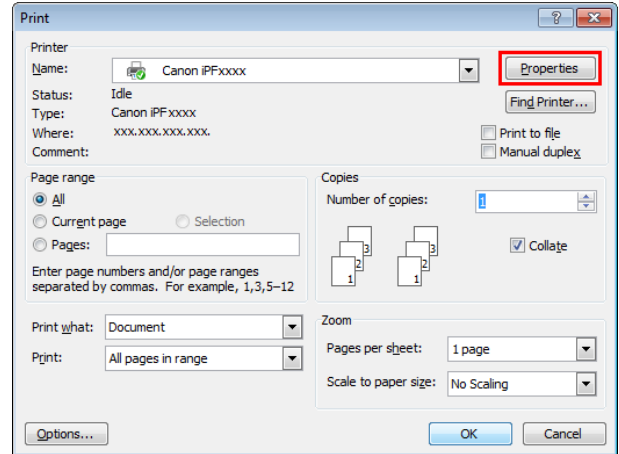 Print
Printer
Name: Canon iPFxxxx Properties
Status: Idle
Type: Canon iPFxxxx Find Printer...
Where: xxx.xxx.xxx.xxx. Print to file
Comment: Manual duplex
Page range
All
Current page Selection
Pages:
Enter page numbers and/or page ranges
separated by commas. For example, 1,3,5–12
Copies
Number of copies: 1
3 3
2 2
1 1
Collate
Print what: Document
Print: All pages in range
Zoom
Pages per sheet: 1 page
Scale to paper size: No Scaling
Options... OK Cancel